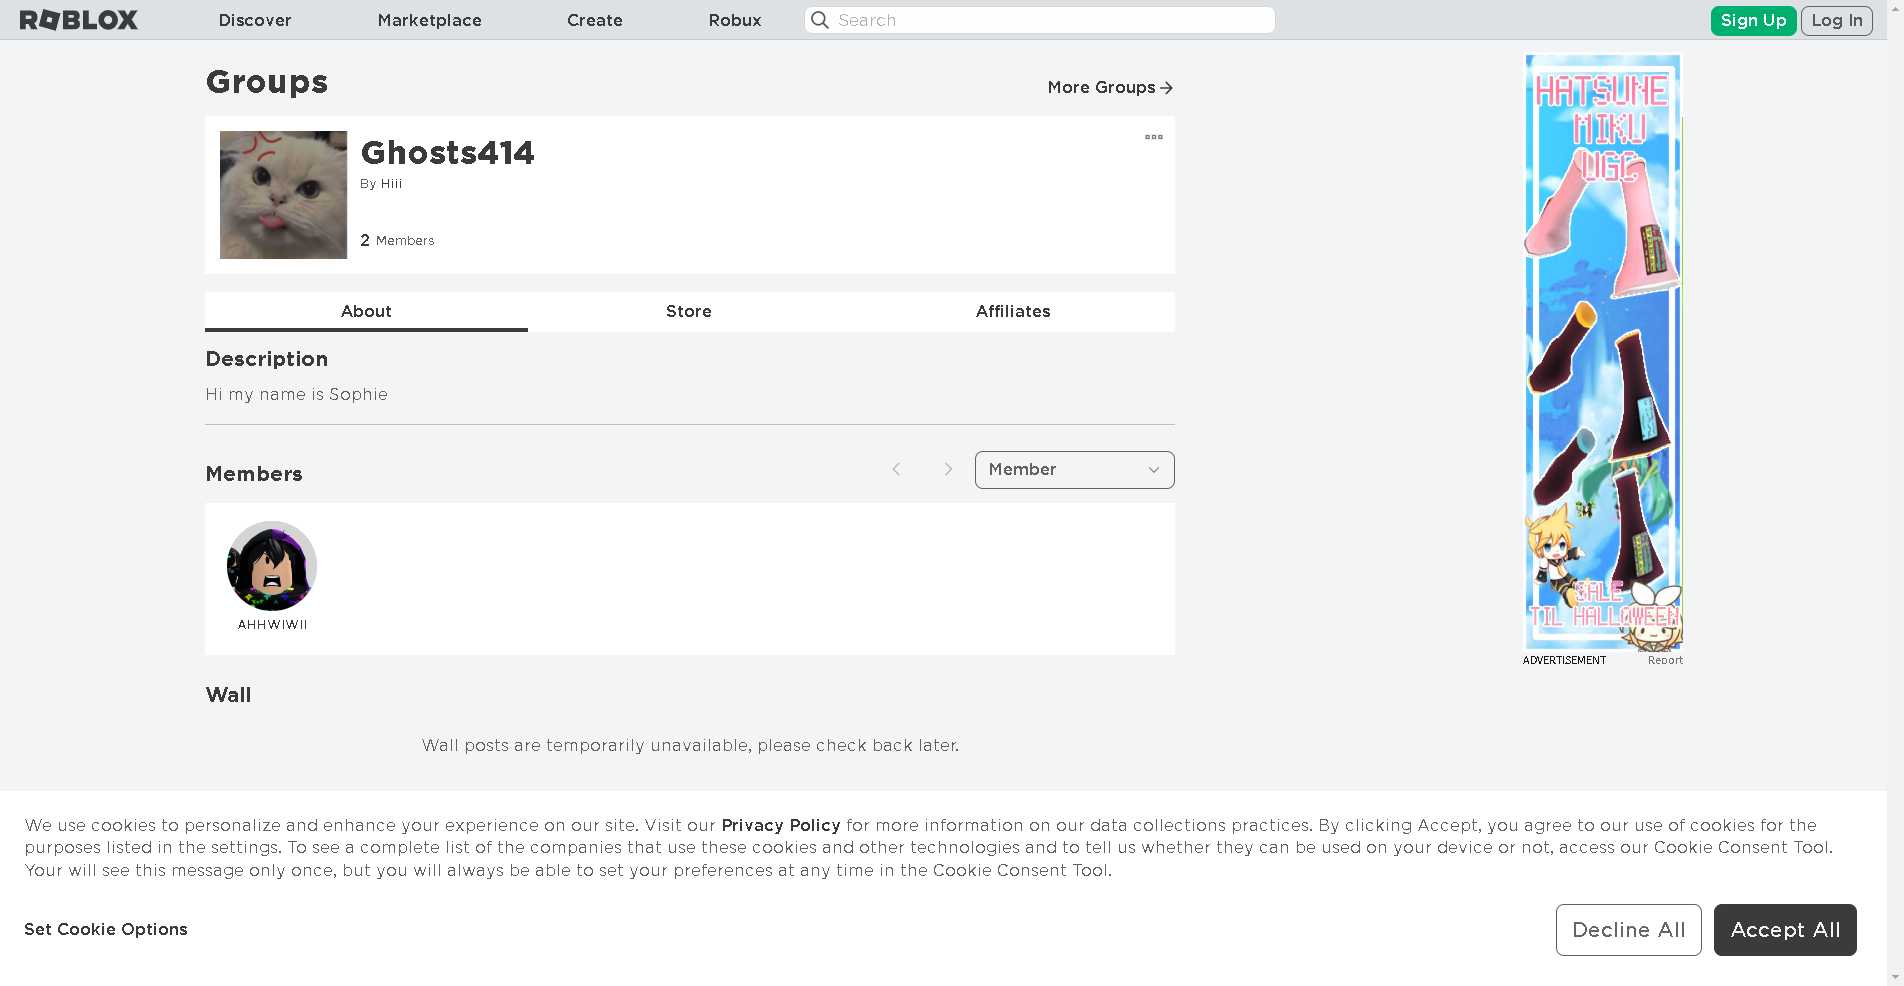 ROBLOX
Discover
Marketplace
Create
Robux
Search
Sign Up
Log In
Groups
More Groups
Ghosts414
By Hiii
2 Members
About
Store
Affiliates
Description
Hi my name is Sophie
Members
Member
AHHWIWII
Wall
Wall posts are temporarily unavailable, please check back later.
HATSUNE
MIKU
UGC
SALE
TIL HALLOWEEN
ADVERTISEMENT
Report
We use cookies to personalize and enhance your experience on our site. Visit our Privacy Policy for more information on our data collections practices. By clicking Accept, you agree to our use of cookies for the
purposes listed in the settings. To see a complete list of the companies that use these cookies and other technologies and to tell us whether they can be used on your device or not, access our Cookie Consent Tool.
Your will see this message only once, but you will always be able to set your preferences at any time in the Cookie Consent Tool.
Set Cookie Options
Decline All
Accept All